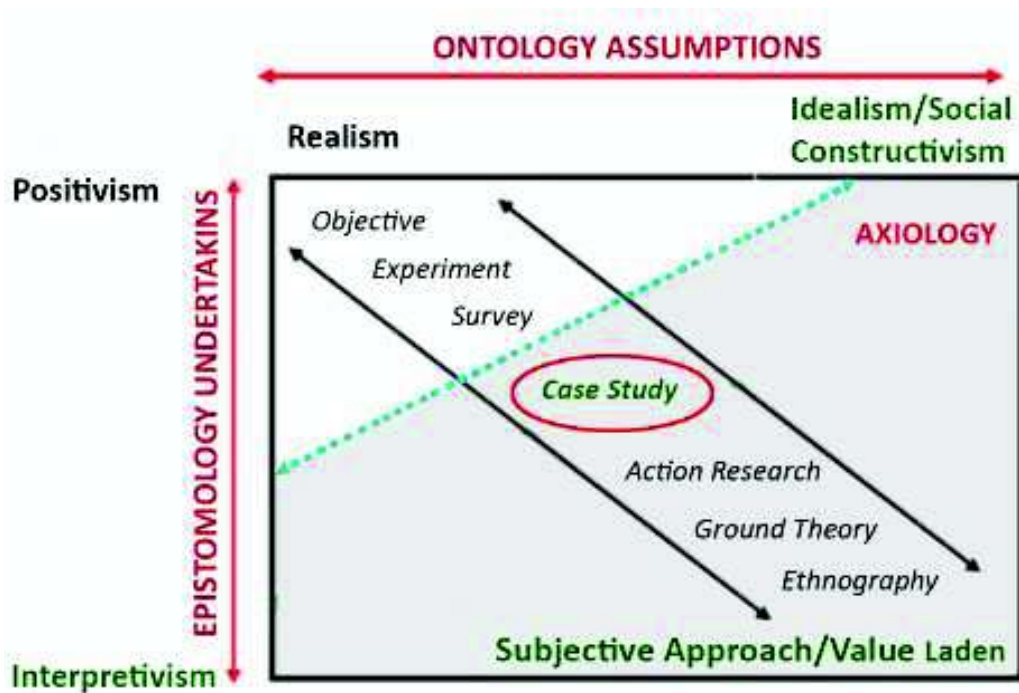 ONTOLOGY ASSUMPTIONS
Idealism/Social
Constructivism
Realism
Positivism
EPISTOMOLOGY UNDERTAKINS
Objective
AXIOLOGY
Experiment
Survey
Case Study
Action Research
Ground Theory
Ethnography
Subjective Approach/Value Laden
Interpretivism